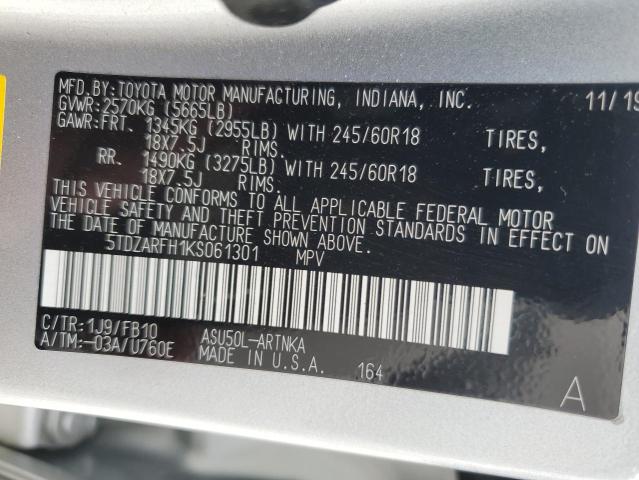 MFD.BY:TOYOTA MOTOR MANUFACTURING, INDIANA, INC. 11/19
GVWR:2570KG (5665LB)
GAWR:FRT. 1345KG (2955LB) WITH 245/60R18 TIRES,
18X7.5J RIMS.
RR. 1490KG (3275LB) WITH 245/60R18 TIRES,
18X7.5J RIMS.
THIS VEHICLE CONFORMS TO ALL APPLICABLE FEDERAL MOTOR
VEHICLE SAFETY AND THEFT PREVENTION STANDARDS IN EFFECT ON
THE DATE OF MANUFACTURE SHOWN ABOVE.
5TDZARFH1KS061301 MPV
C/TR:1J9/FB10 ASU50L-ARTNKA
A/TM:-03A/U760E MADE IN U.S.A. 164
A